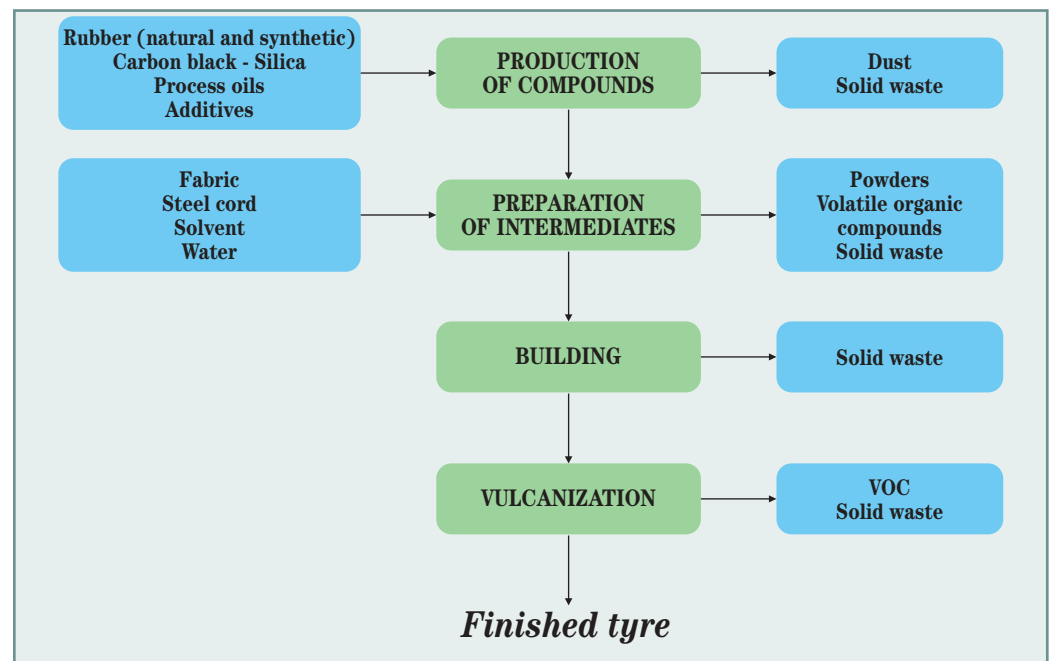 Rubber (natural and synthetic)
Carbon black - Silica
Process oils
Additives
PRODUCTION
OF COMPOUNDS
Dust
Solid waste
Fabric
Steel cord
Solvent
Water
PREPARATION
OF INTERMEDIATES
Powders
Volatile organic
compounds
Solid waste
BUILDING
Solid waste
VULCANIZATION
VOC
Solid waste
Finished tyre